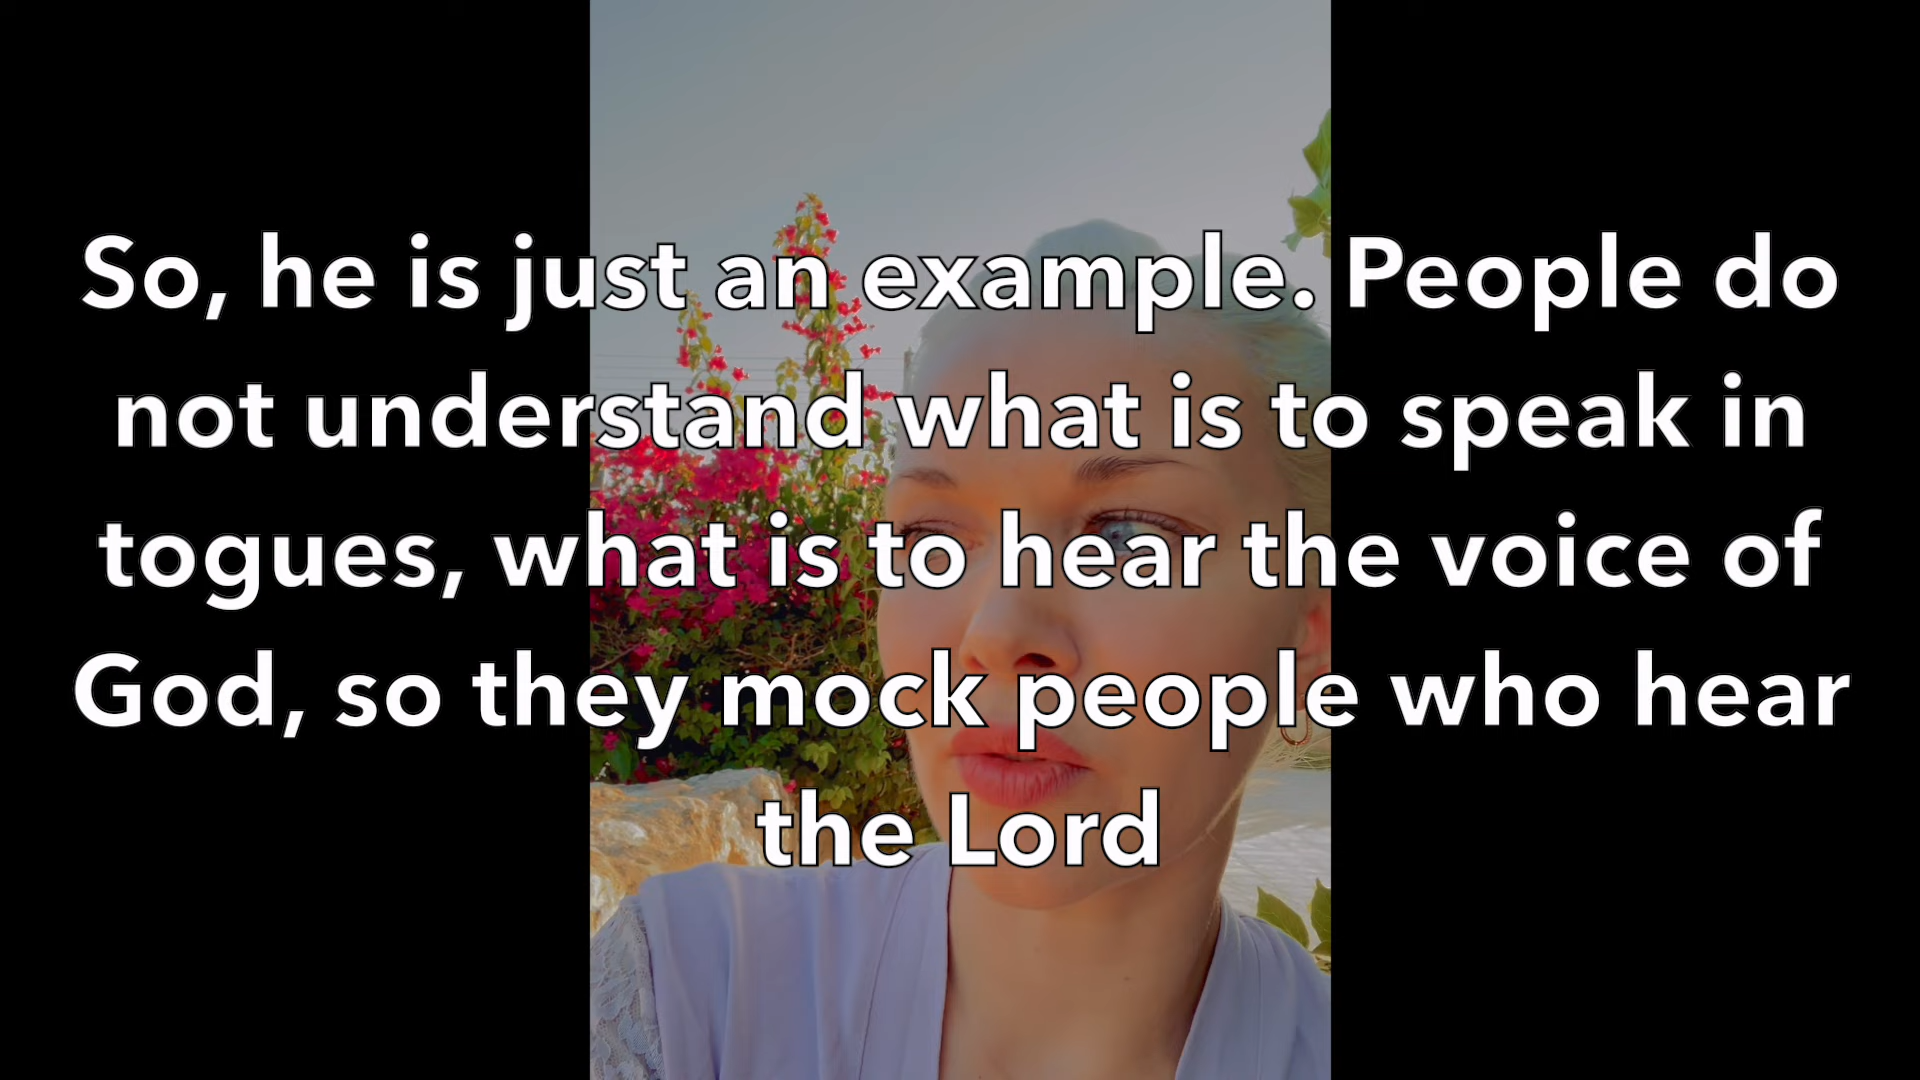 So, he is just an example. People do
not understand what is to speak in
togues, what is to hear the voice of
God, so they mock people who hear
the Lord